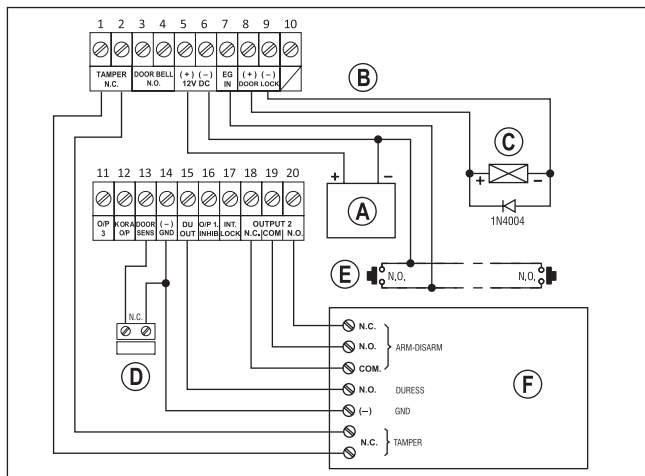 1 2 3 4 5 6 7 8 9 10
TAMPER N.C.
DOOR BELL N.O.
(+) (–) 12V DC
EG IN
(+) (–) DOOR LOCK
B
C
+ –
1N4004
+ –
A
11 12 13 14 15 16 17 18 19 20
O/P 3
KORA O/P
DOOR SENS
(–) GND
DU OUT
O/P 1. INHIB
INT. LOCK
OUTPUT 2
N.C. COM N.O.
N.C.
D
E
N.O.
N.O.
N.C.
N.O. ARM-DISARM
COM.
N.O. DURESS
(–) GND
N.C. TAMPER
F